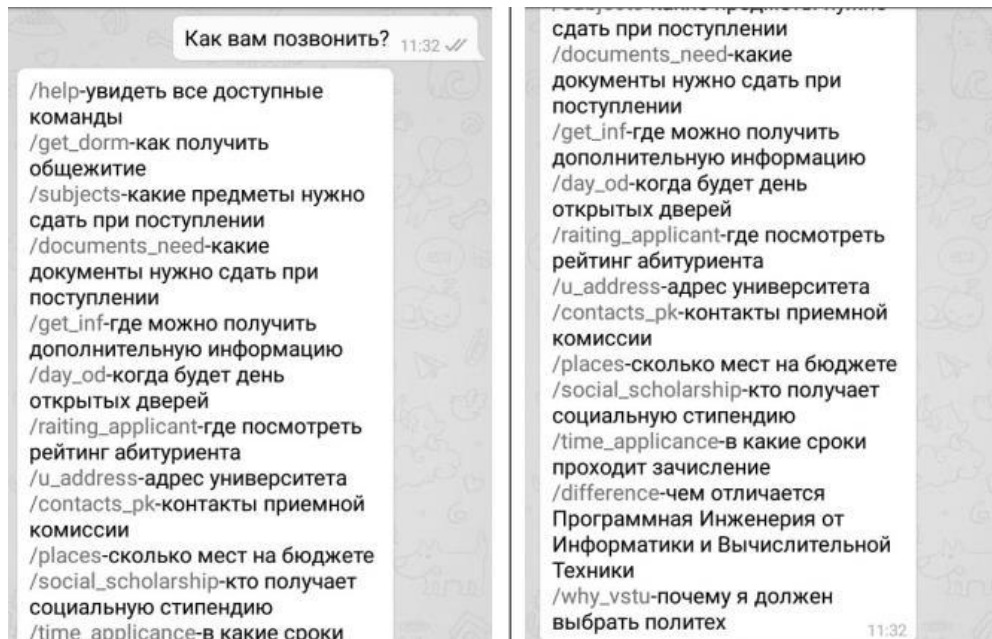 Как вам позвонить? 11:32
/help-увидеть все доступные
команды
/get_dorm-как получить
общежитие
/subjects-какие предметы нужно
сдать при поступлении
/documents_need-какие
документы нужно сдать при
поступлении
/get_inf-где можно получить
дополнительную информацию
/day_od-когда будет день
открытых дверей
/raiting_applicant-где посмотреть
рейтинг абитуриента
/u_address-адрес университета
/contacts_pk-контакты приемной
комиссии
/places-сколько мест на бюджете
/social_scholarship-кто получает
социальную стипендию
/time_applicance-в какие сроки
/subjects-какие предметы нужно
сдать при поступлении
/documents_need-какие
документы нужно сдать при
поступлении
/get_inf-где можно получить
дополнительную информацию
/day_od-когда будет день
открытых дверей
/raiting_applicant-где посмотреть
рейтинг абитуриента
/u_address-адрес университета
/contacts_pk-контакты приемной
комиссии
/places-сколько мест на бюджете
/social_scholarship-кто получает
социальную стипендию
/time_applicance-в какие сроки
проходит зачисление
/difference-чем отличается
Программная Инженерия от
Информатики и Вычислительной
Техники
/why_vstu-почему я должен
выбрать политех
11:32